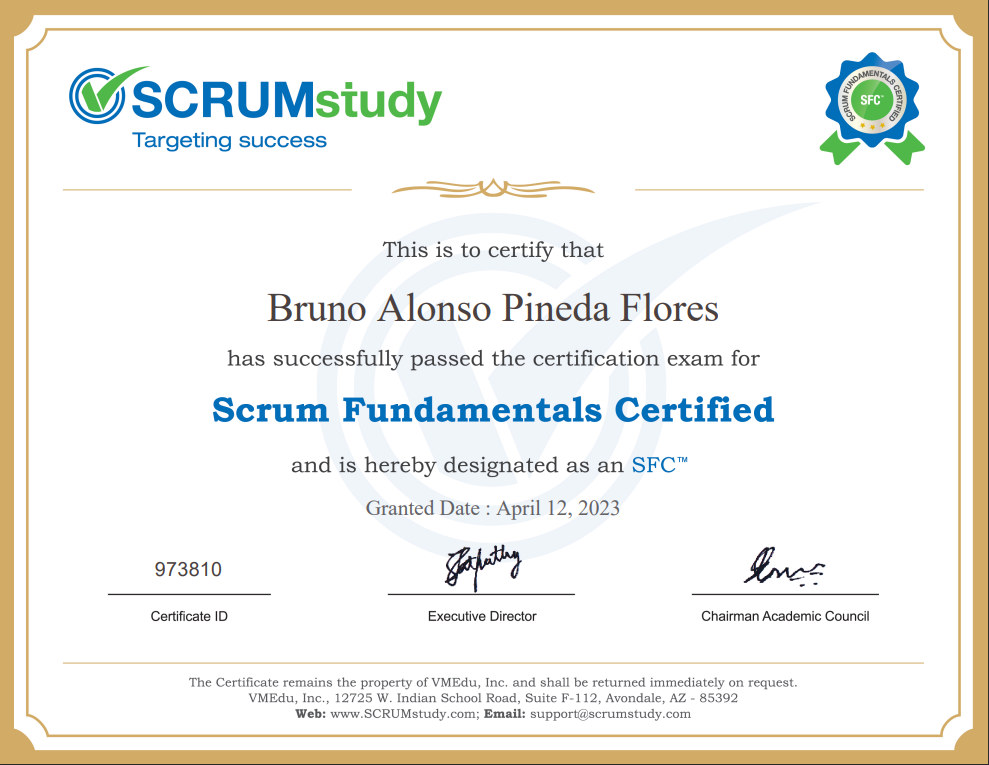 SCRUMstudy
Targeting success
SCRUM FUNDAMENTALS CERTIFIED
SFC™
This is to certify that
Bruno Alonso Pineda Flores
has successfully passed the certification exam for
Scrum Fundamentals Certified
and is hereby designated as an SFC™
Granted Date : April 12, 2023
973810
Certificate ID
Executive Director
Chairman Academic Council
The Certificate remains the property of VMEdu, Inc. and shall be returned immediately on request.
VMEdu, Inc., 12725 W. Indian School Road, Suite F-112, Avondale, AZ - 85392
Web: www.SCRUMstudy.com; Email: support@scrumstudy.com